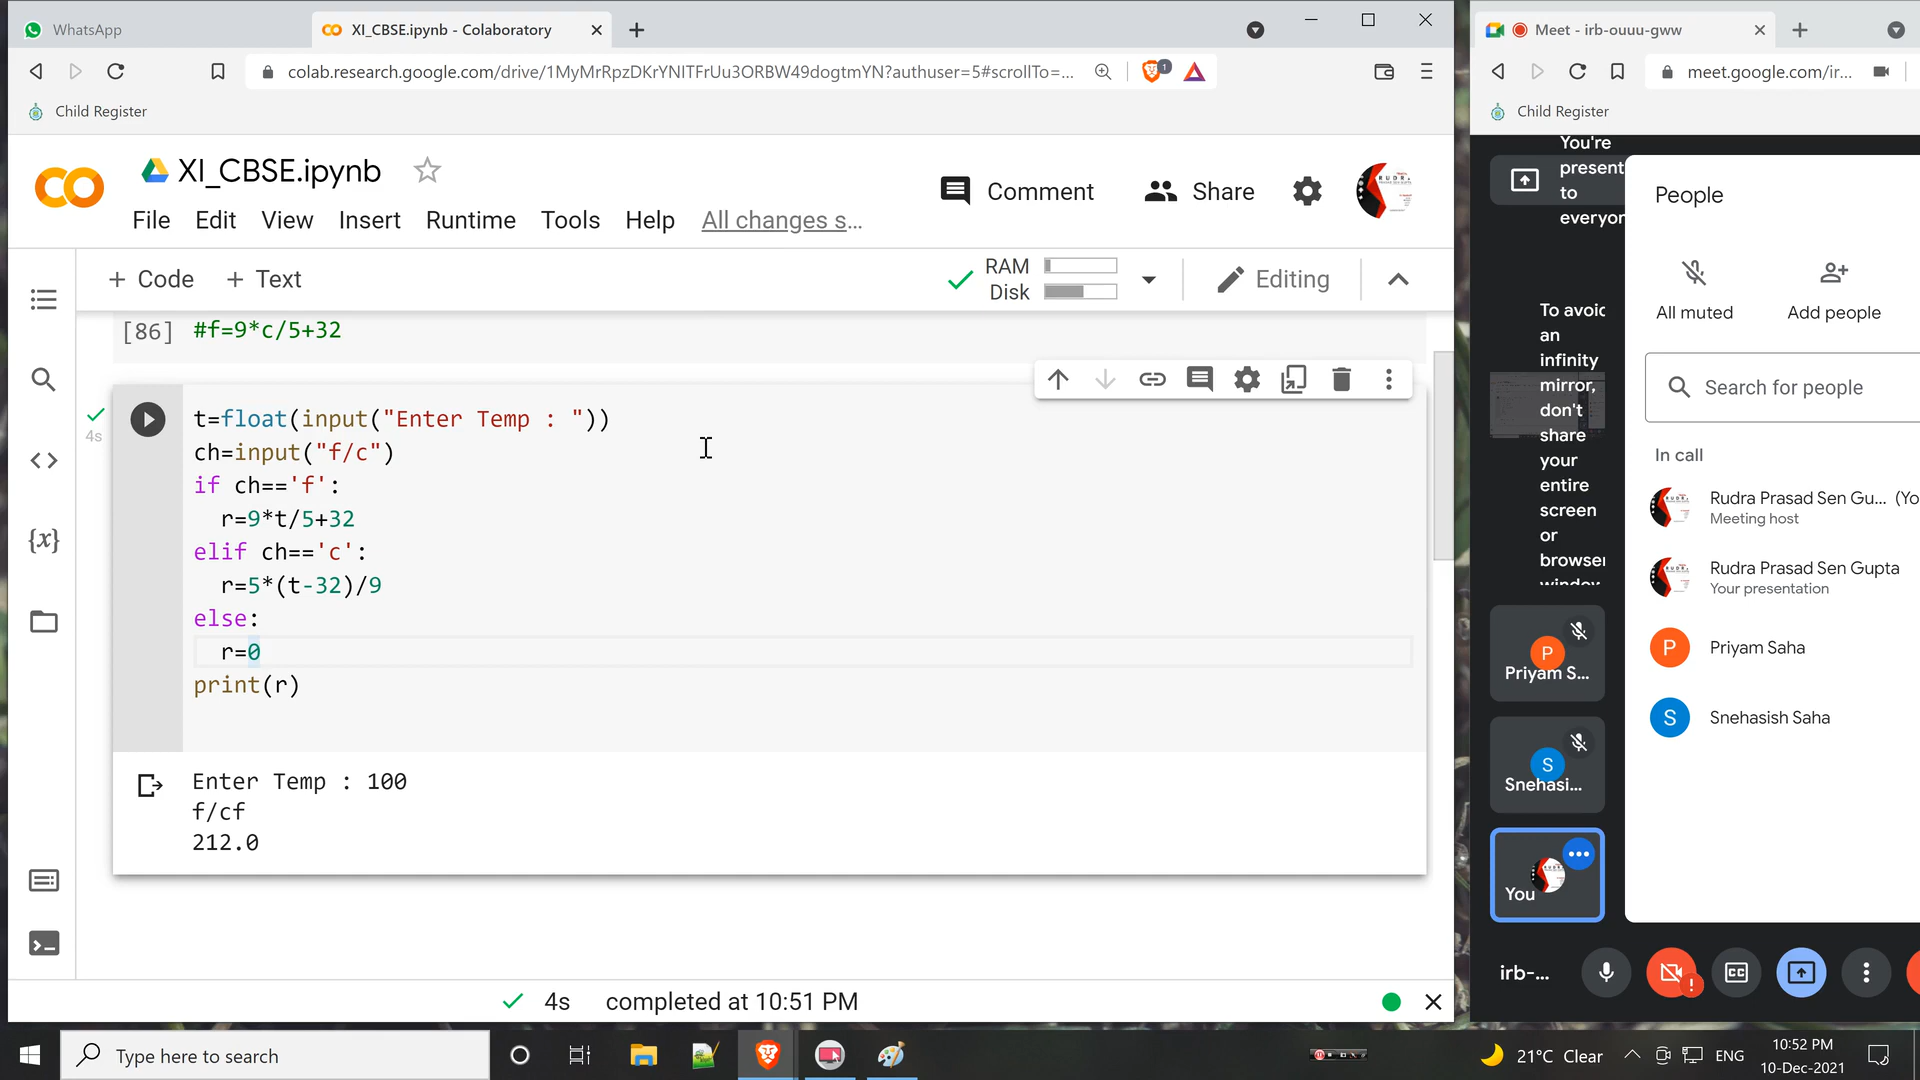 WhatsApp
XI_CBSE.ipynb - Colaboratory
Meet - irb-ouuu-gww
colab.research.google.com/drive/1MyMrRpzDKrYNITFrUu3ORBW49dogtmYN?authuser=5#scrollTo=...
1
meet.google.com/ir...
Child Register
Child Register
XI_CBSE.ipynb
File Edit View Insert Runtime Tools Help All changes s...
Comment
Share
+ Code + Text
RAM
Disk
Editing
[86] #f=9*c/5+32
4s
t=float(input("Enter Temp : "))
ch=input("f/c")
if ch=='f':
r=9*t/5+32
elif ch=='c':
r=5*(t-32)/9
else:
r=0
print(r)
Enter Temp : 100
f/cf
212.0
4s completed at 10:51 PM
You're
present
to
everyon
To avoid
an
infinity
mirror,
don't
share
your
entire
screen
or
browser
window
People
All muted
Add people
Search for people
In call
Rudra Prasad Sen Gu... (Yo
Meeting host
Rudra Prasad Sen Gupta
Your presentation
P Priyam Saha
S Snehasish Saha
P
Priyam S...
S
Snehasi...
You
irb-...
CC
!
Type here to search
21°C Clear
ENG
10:52 PM
10-Dec-2021